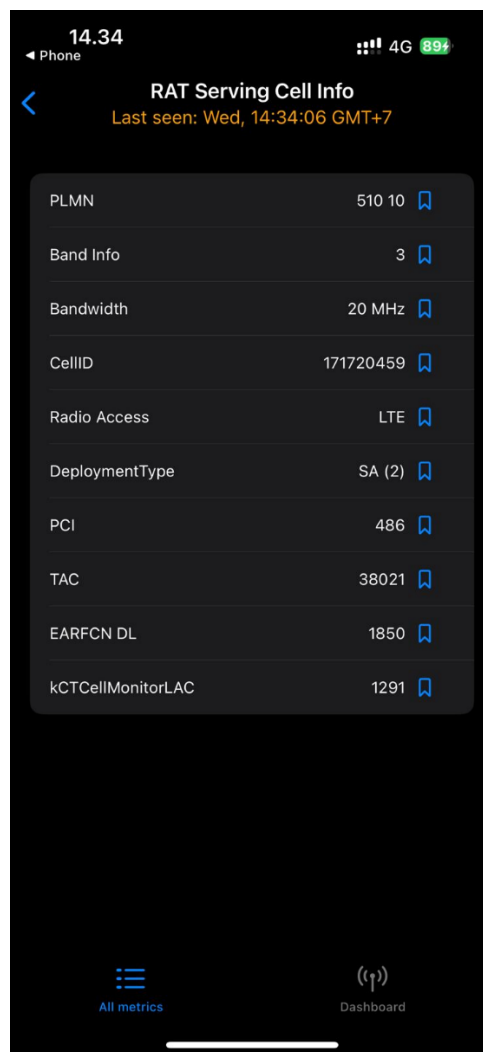 14.34
◀ Phone
4G 89
RAT Serving Cell Info
Last seen: Wed, 14:34:06 GMT+7
PLMN 510 10
Band Info 3
Bandwidth 20 MHz
CellID 171720459
Radio Access LTE
DeploymentType SA (2)
PCI 486
TAC 38021
EARFCN DL 1850
kCTCellMonitorLAC 1291
All metrics
Dashboard